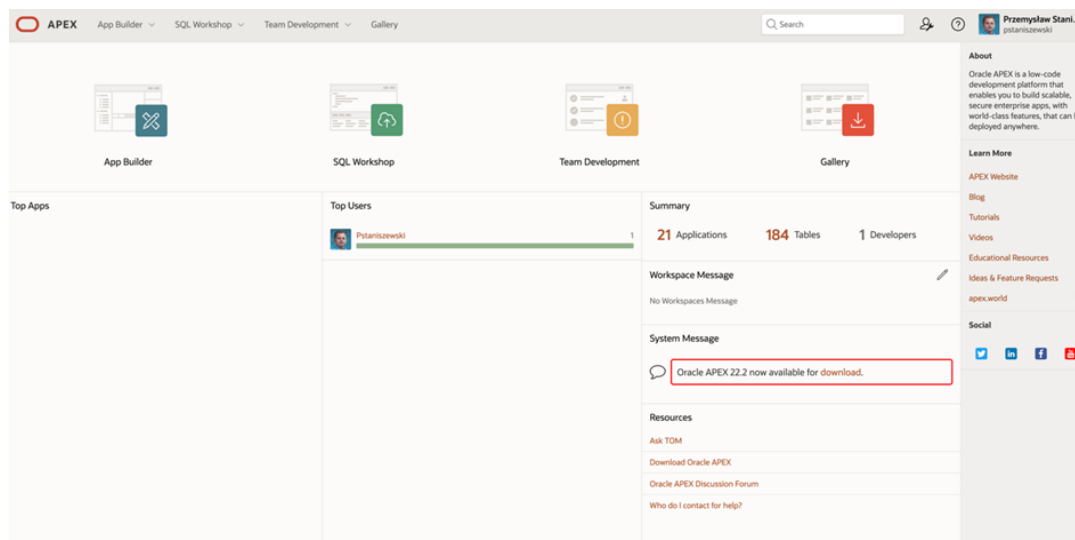 APEX App Builder SQL Workshop Team Development Gallery Search Przemysław Stani.
pstaniszewski
App Builder SQL Workshop Team Development Gallery
About
Oracle APEX is a low-code
development platform that
enables you to build scalable,
secure enterprise apps, with
world-class features, that can
deployed anywhere.
Learn More
APEX Website
Blog
Tutorials
Videos
Educational Resources
Ideas & Feature Requests
apex.world
Social
Top Apps
Top Users
Pstaniszewski 1
Summary
21 Applications 184 Tables 1 Developers
Workspace Message
No Workspaces Message
System Message
Oracle APEX 22.2 now available for download.
Resources
Ask TOM
Download Oracle APEX
Oracle APEX Discussion Forum
Who do I contact for help?